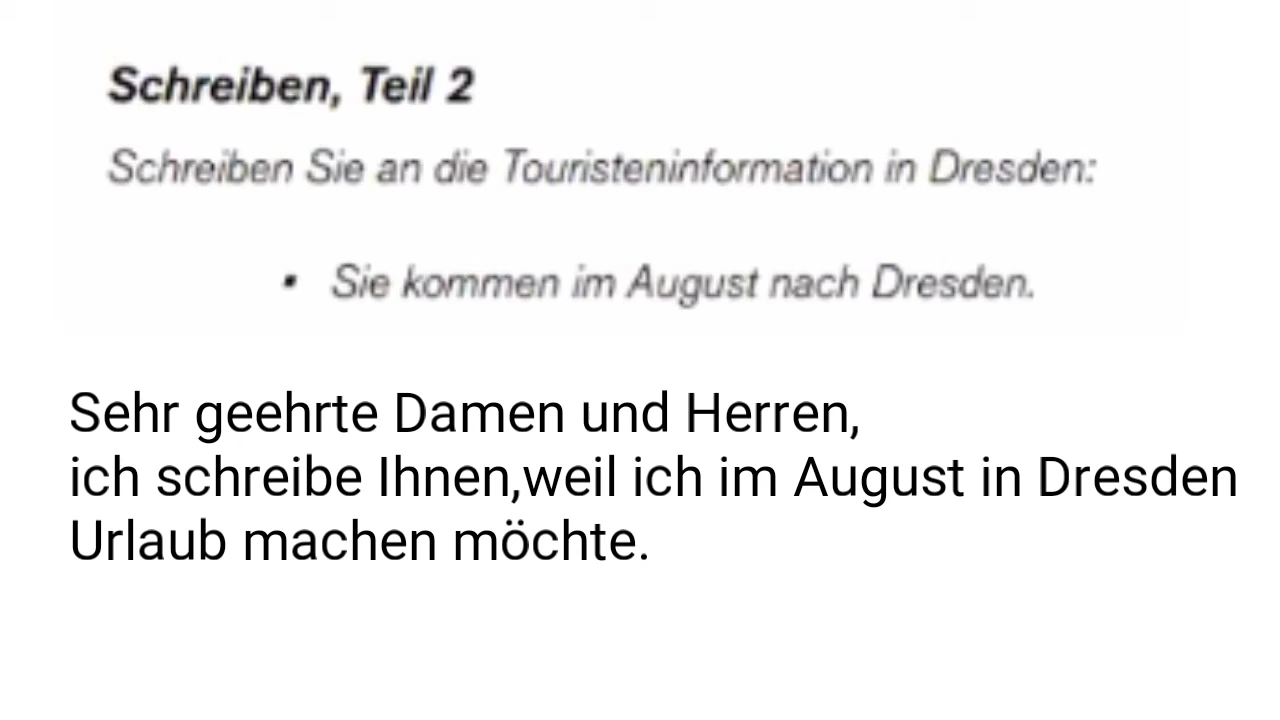 Schreiben, Teil 2
Schreiben Sie an die Touristeninformation in Dresden:
• Sie kommen im August nach Dresden.
Sehr geehrte Damen und Herren,
ich schreibe Ihnen,weil ich im August in Dresden
Urlaub machen möchte.